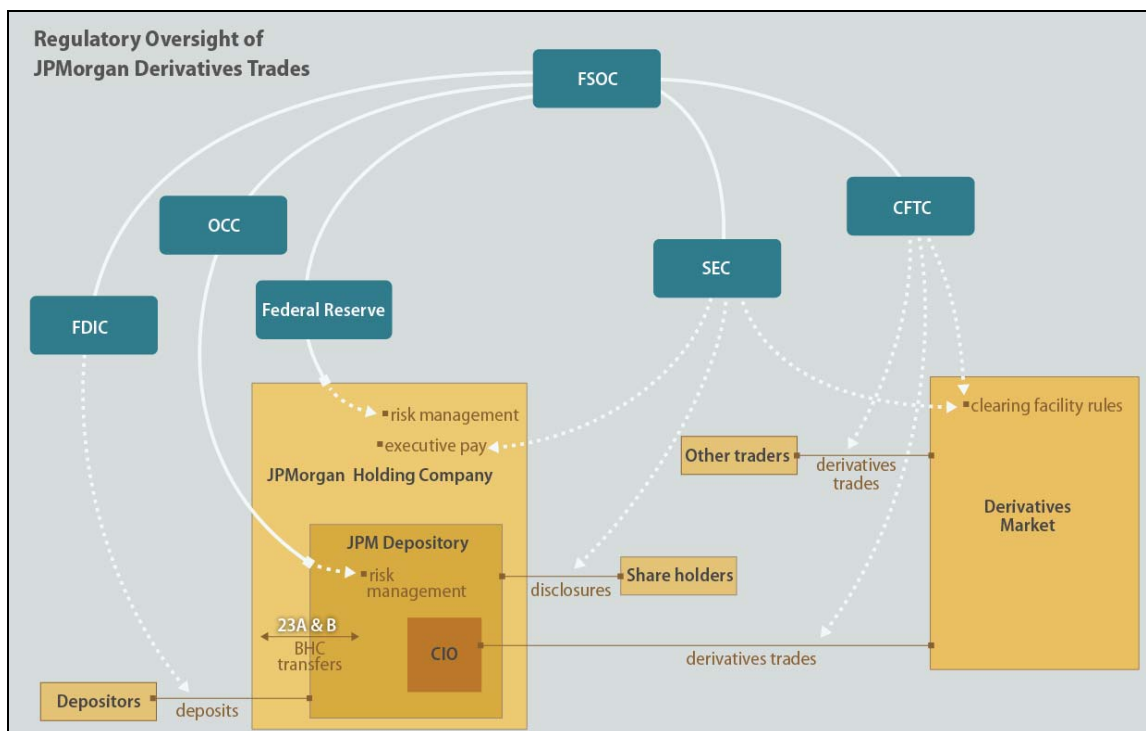 Regulatory Oversight of
JPMorgan Derivatives Trades
FSOC
OCC
CFTC
SEC
Federal Reserve
FDIC
risk management
executive pay
JPMorgan Holding Company
clearing facility rules
Other traders
derivatives
trades
Derivatives
Market
JPM Depository
risk
management
disclosures
Share holders
23A & B
BHC
transfers
CIO
derivatives trades
Depositors
deposits